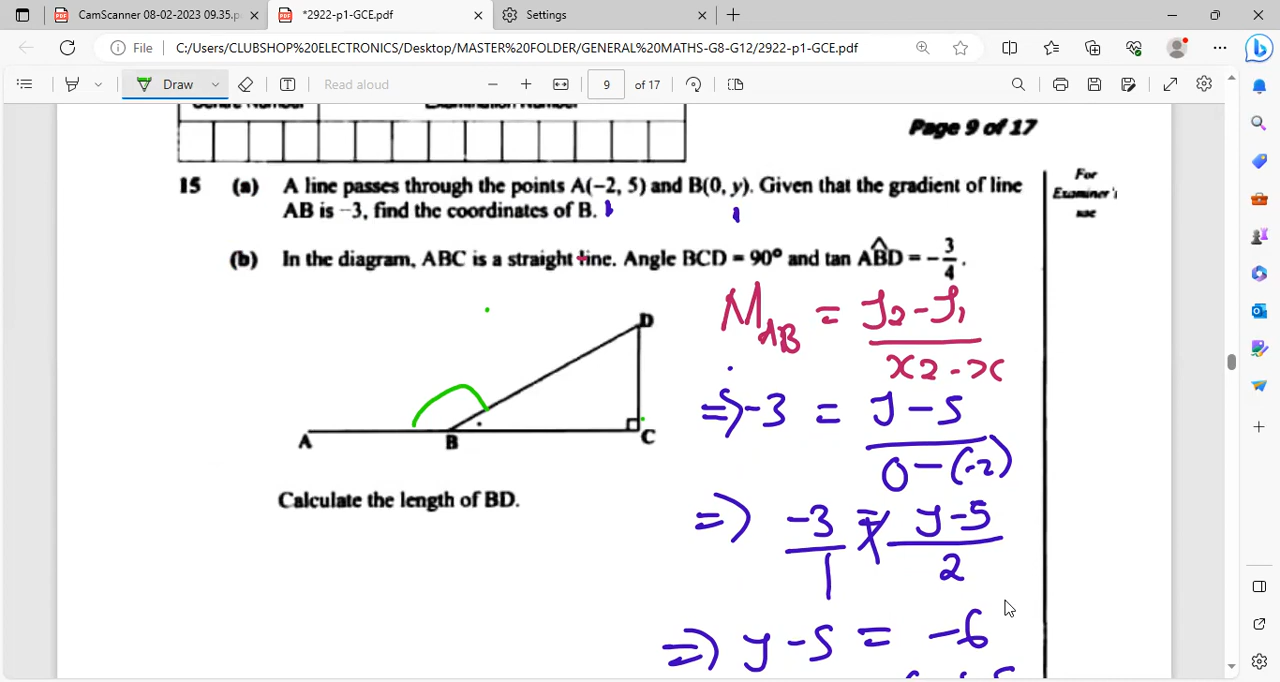 CamScanner 08-02-2023 09.35.p
*2922-p1-GCE.pdf
Settings
File C:/Users/CLUBSHOP%20ELECTRONICS/Desktop/MASTER%20FOLDER/GENERAL%20MATHS-G8-G12/2922-p1-GCE.pdf
Draw Read aloud 9 of 17
Centre Number Examination Number
Page 9 of 17
For
Examiner's
use
15 (a) A line passes through the points A(−2, 5) and B(0, y). Given that the gradient of line
AB is −3, find the coordinates of B.
(b) In the diagram, ABC is a straight line. Angle BCD = 90° and tan AB̂D = −3/4.
M_AB = y2 - y1 / x2 - x
=> -3 = y - 5 / 0 - (-2)
=> -3/1 = y - 5 / 2
=> y - 5 = -6
D
A B C
Calculate the length of BD.